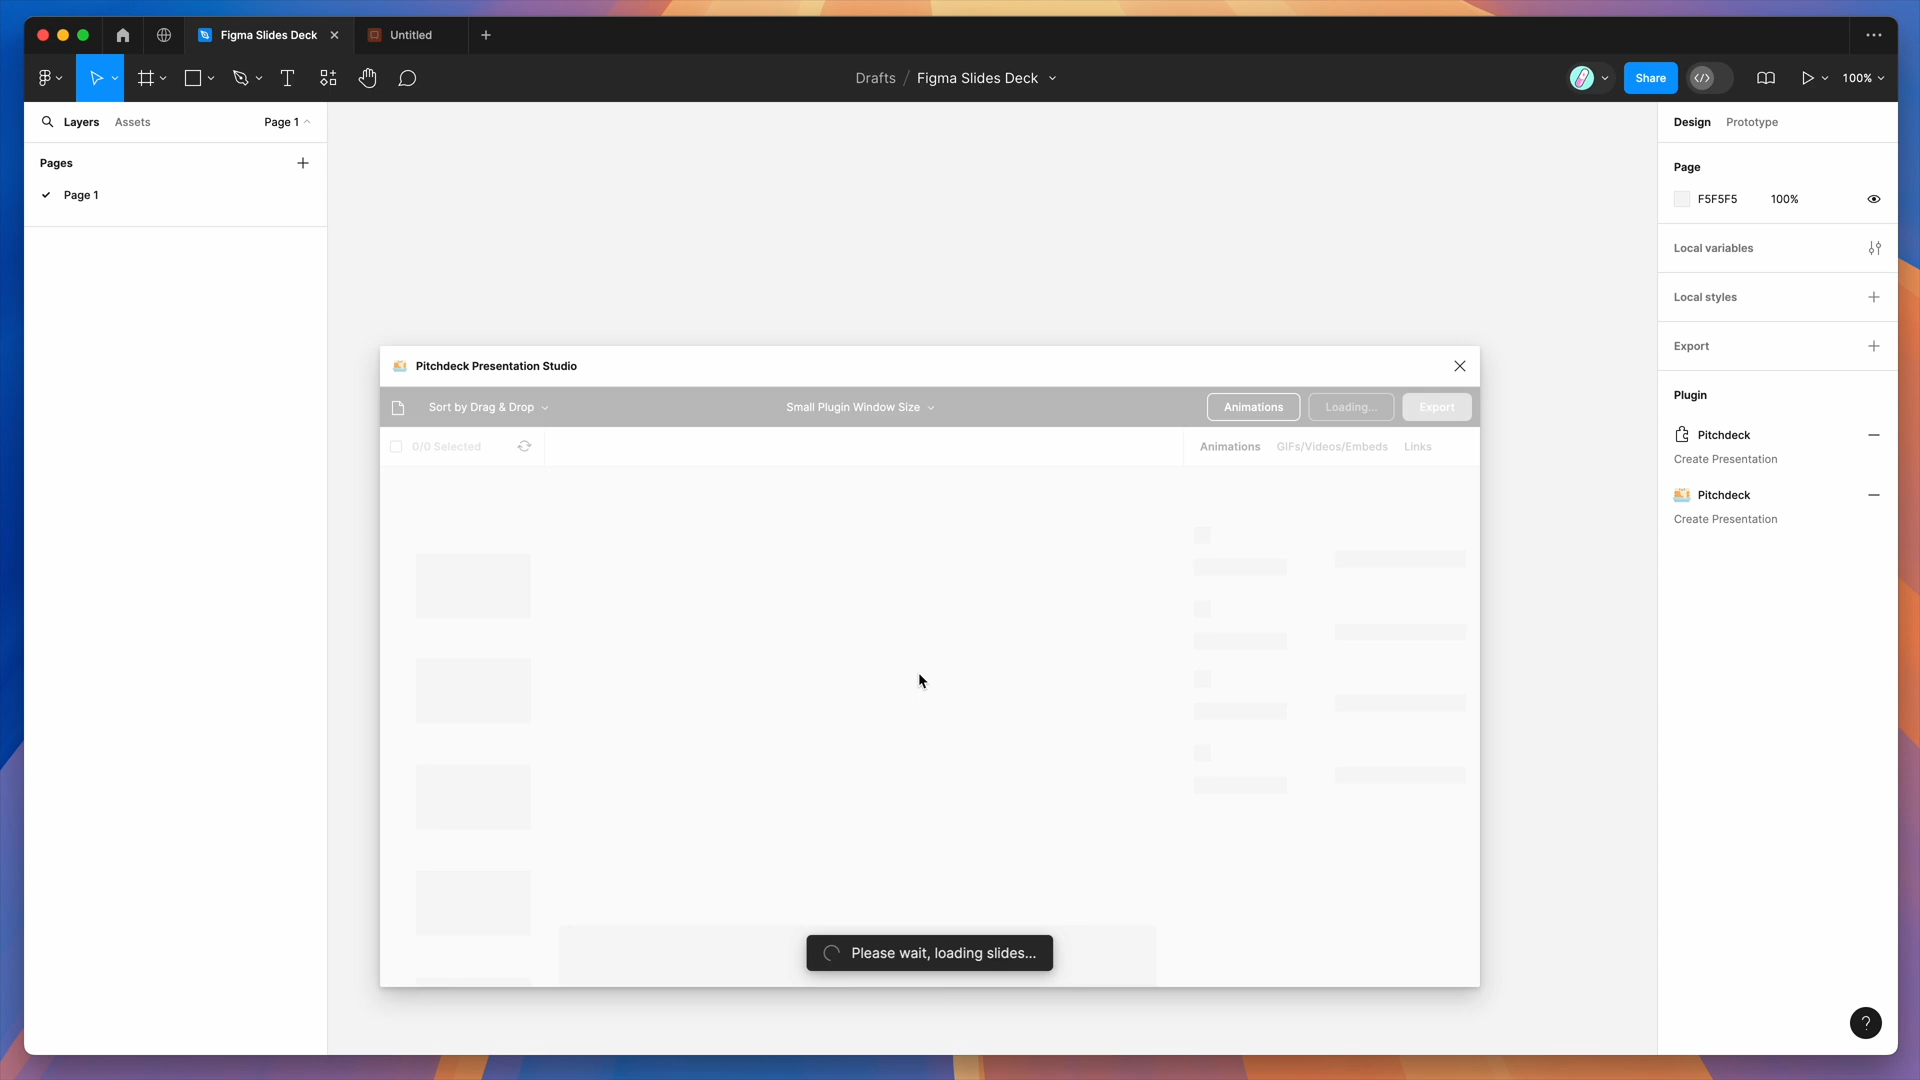 Figma Slides Deck
Untitled
Drafts / Figma Slides Deck
Share
100%
Layers
Assets
Page 1
Pages
Page 1
Design
Prototype
Page
F5F5F5
100%
Local variables
Local styles
Export
Plugin
Pitchdeck
Create Presentation
Pitchdeck
Create Presentation
Pitchdeck Presentation Studio
Sort by Drag & Drop
Small Plugin Window Size
Animations
Loading...
Export
0/0 Selected
Animations
GIFs/Videos/Embeds
Links
Please wait, loading slides...
?